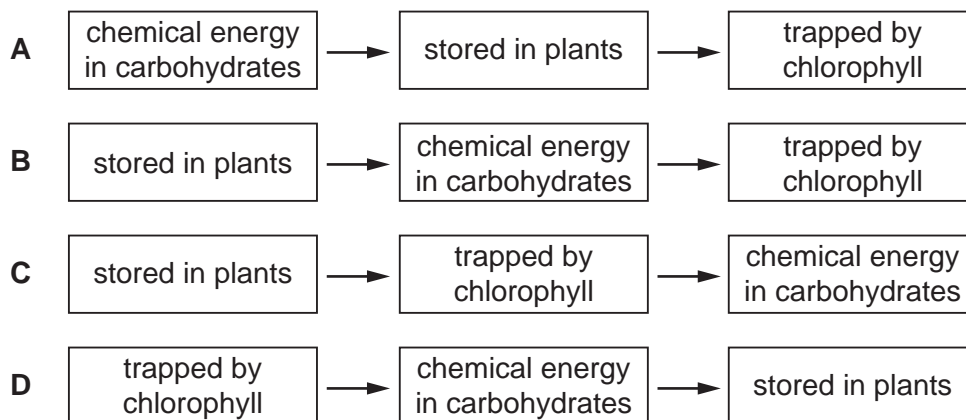 A
chemical energy
in carbohydrates
stored in plants
trapped by
chlorophyll
B
stored in plants
chemical energy
in carbohydrates
trapped by
chlorophyll
C
stored in plants
trapped by
chlorophyll
chemical energy
in carbohydrates
D
trapped by
chlorophyll
chemical energy
in carbohydrates
stored in plants